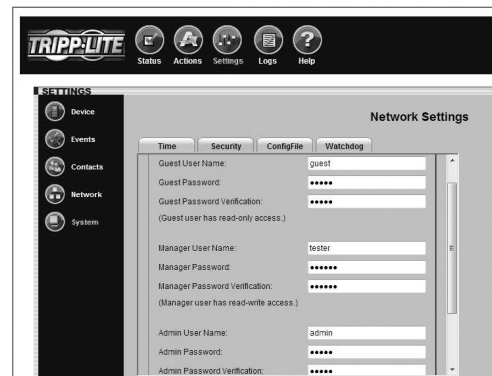 TRIPP·LITE
Status Actions Settings Logs Help
SETTINGS
Device
Events
Contacts
Network
System
Network Settings
Time Security ConfigFile Watchdog
Guest User Name: guest
Guest Password: •••••
Guest Password Verification: •••••
(Guest user has read-only access.)
Manager User Name: tester
Manager Password: ••••••
Manager Password Verification: ••••••
(Manager user has read-write access.)
Admin User Name: admin
Admin Password: •••••
Admin Password Verification: •••••